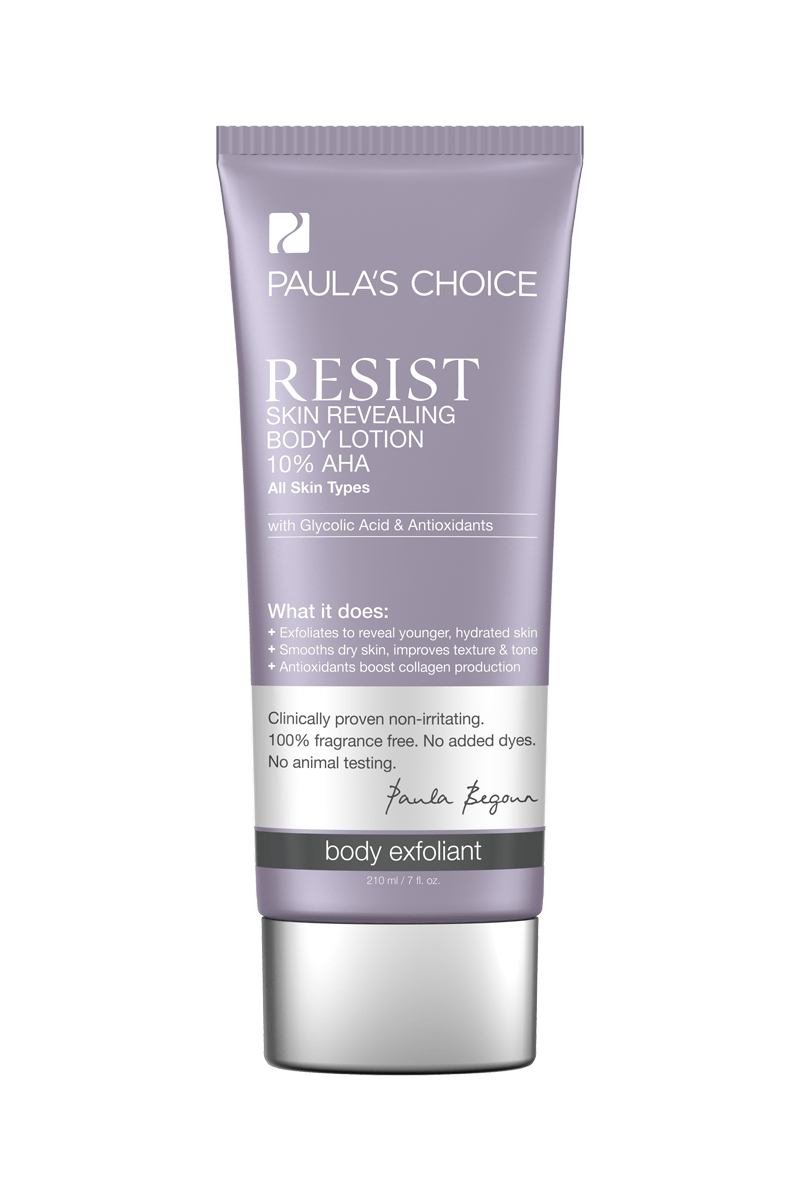 PAULA'S CHOICE
RESIST
SKIN REVEALING
BODY LOTION
10% AHA
All Skin Types
with Glycolic Acid & Antioxidants
What it does:
+ Exfoliates to reveal younger, hydrated skin
+ Smooths dry skin, improves texture & tone
+ Antioxidants boost collagen production
Clinically proven non-irritating.
100% fragrance free. No added dyes.
No animal testing.
Paula Begoun
body exfoliant
210 ml / 7 fl. oz.